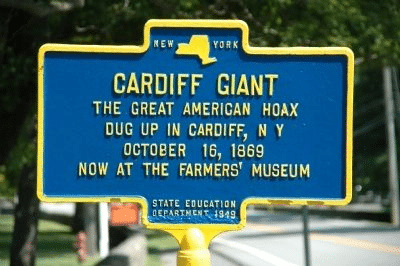 NEW YORK
CARDIFF GIANT
THE GREAT AMERICAN HOAX
DUG UP IN CARDIFF, N Y
OCTOBER 16, 1869
NOW AT THE FARMERS' MUSEUM
STATE EDUCATION
DEPARTMENT 1949